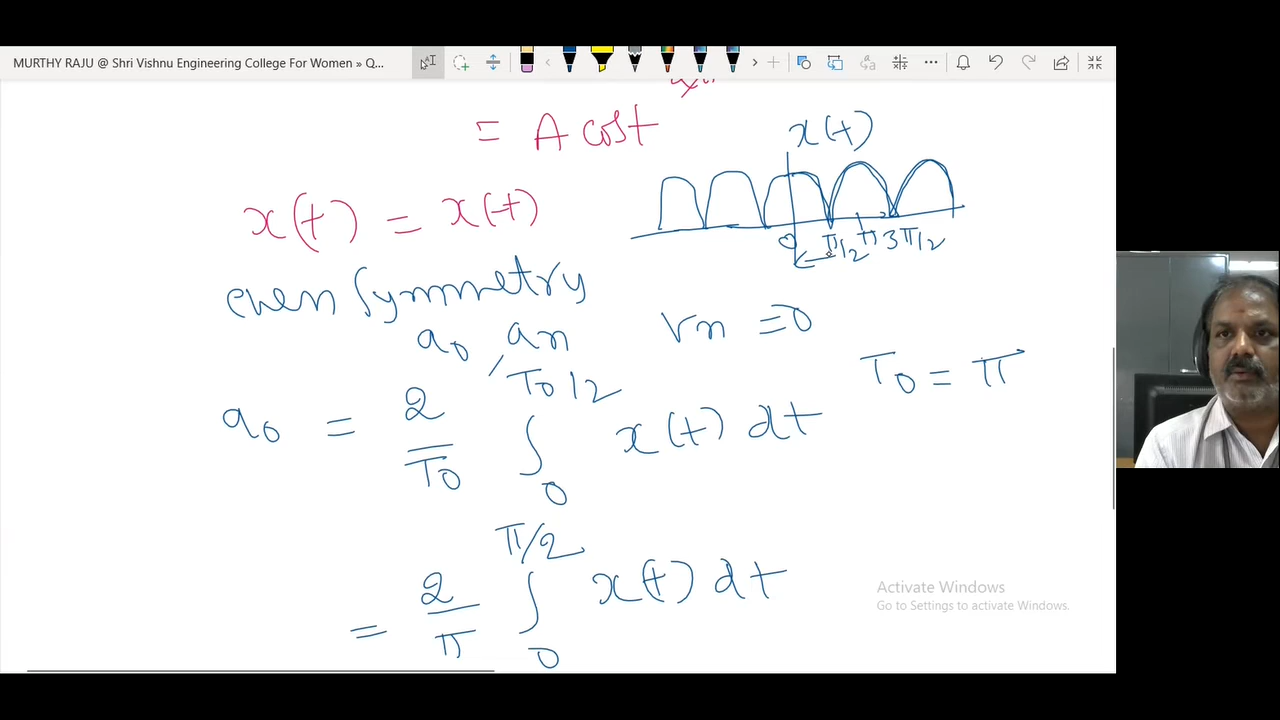 MURTHY RAJU @ Shri Vishnu Engineering College For Women » Q...
= A cost
x(t)
x(t) = x(-t)
0 π/2 π 3π/2
even Symmetry
a0, an bn = 0
T0 = π
a0 = 2/T0 ∫0^T0/2 x(t) dt
= 2/π ∫0^π/2 x(t) dt
Activate Windows
Go to Settings to activate Windows.